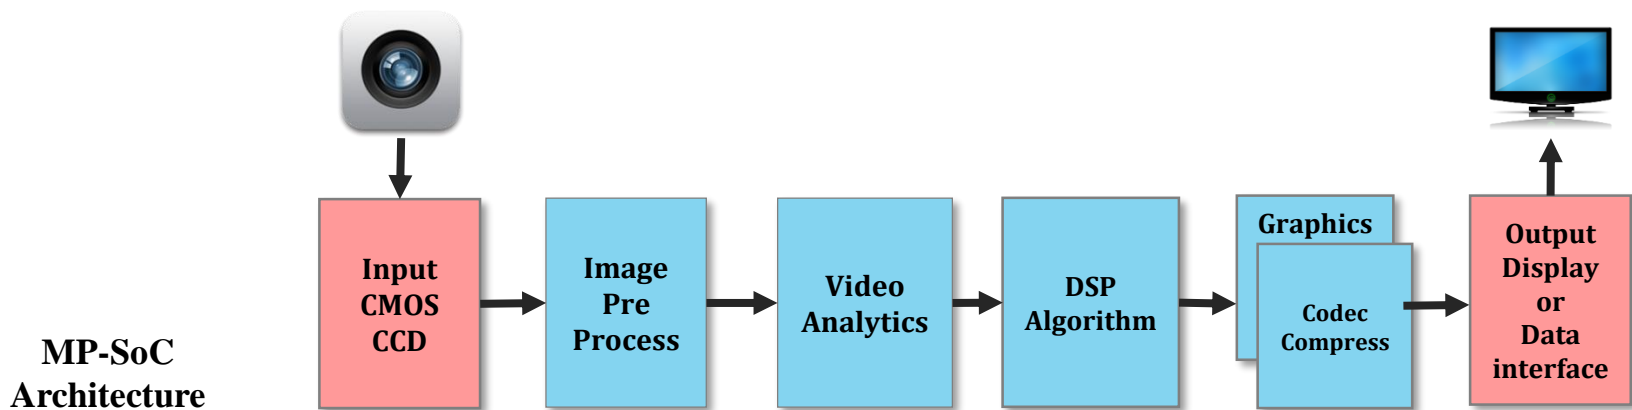 Input
CMOS
CCD
Image
Pre
Process
Video
Analytics
DSP
Algorithm
Graphics
Codec
Compress
Output
Display
or
Data
interface
MP-SoC
Architecture